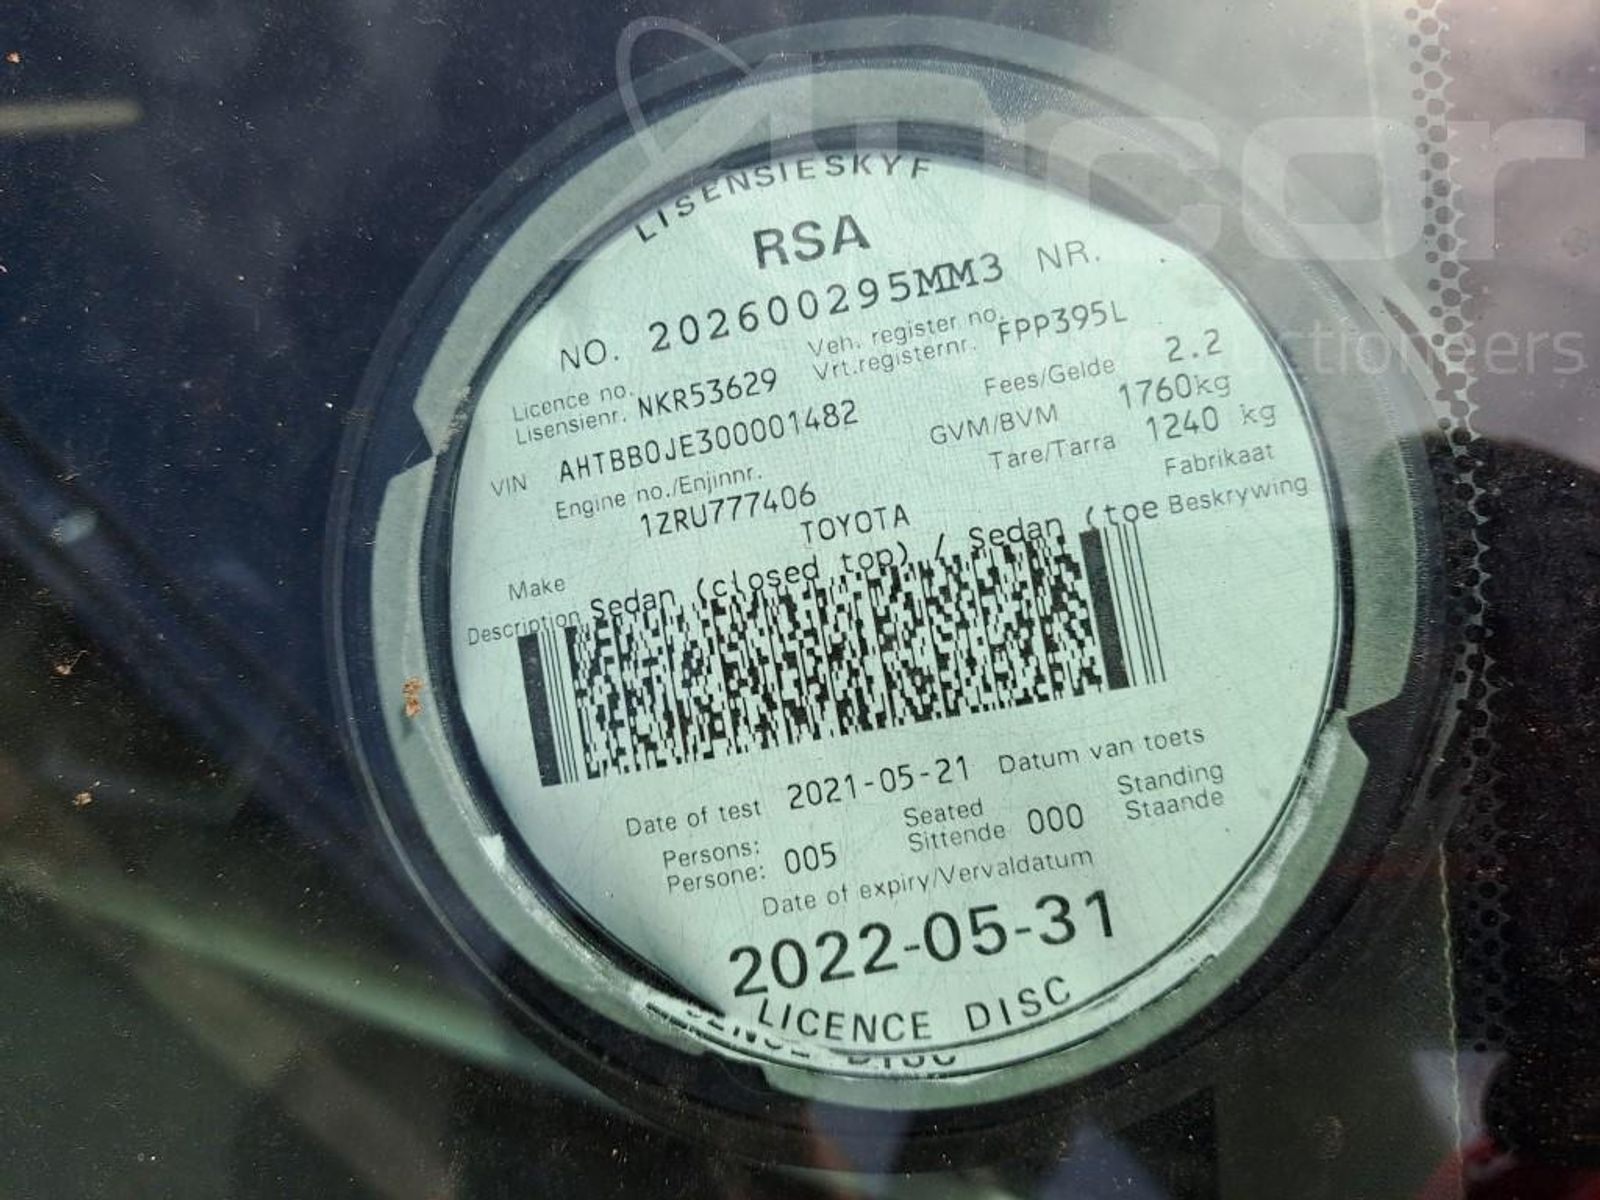 LISENSIESKYF
RSA
NO. 202600295MM3 NR.
Licence no. Veh. register no.
Lisensienr. NKR53629 Vrt.registernr. FPP395L
VIN AHTBB0JE300001482 Fees/Gelde 2.2
Engine no./Enjinnr. GVM/BVM 1760kg
1ZRU777406 Tare/Tarra 1240 kg
Make TOYOTA Fabrikaat
Description Sedan (closed top) / Sedan (toe Beskrywing
Date of test 2021-05-21 Datum van toets
Persons: Seated Standing
Persone: 005 Sittende 000 Staande
Date of expiry/Vervaldatum
2022-05-31
LICENCE DISC
DISC